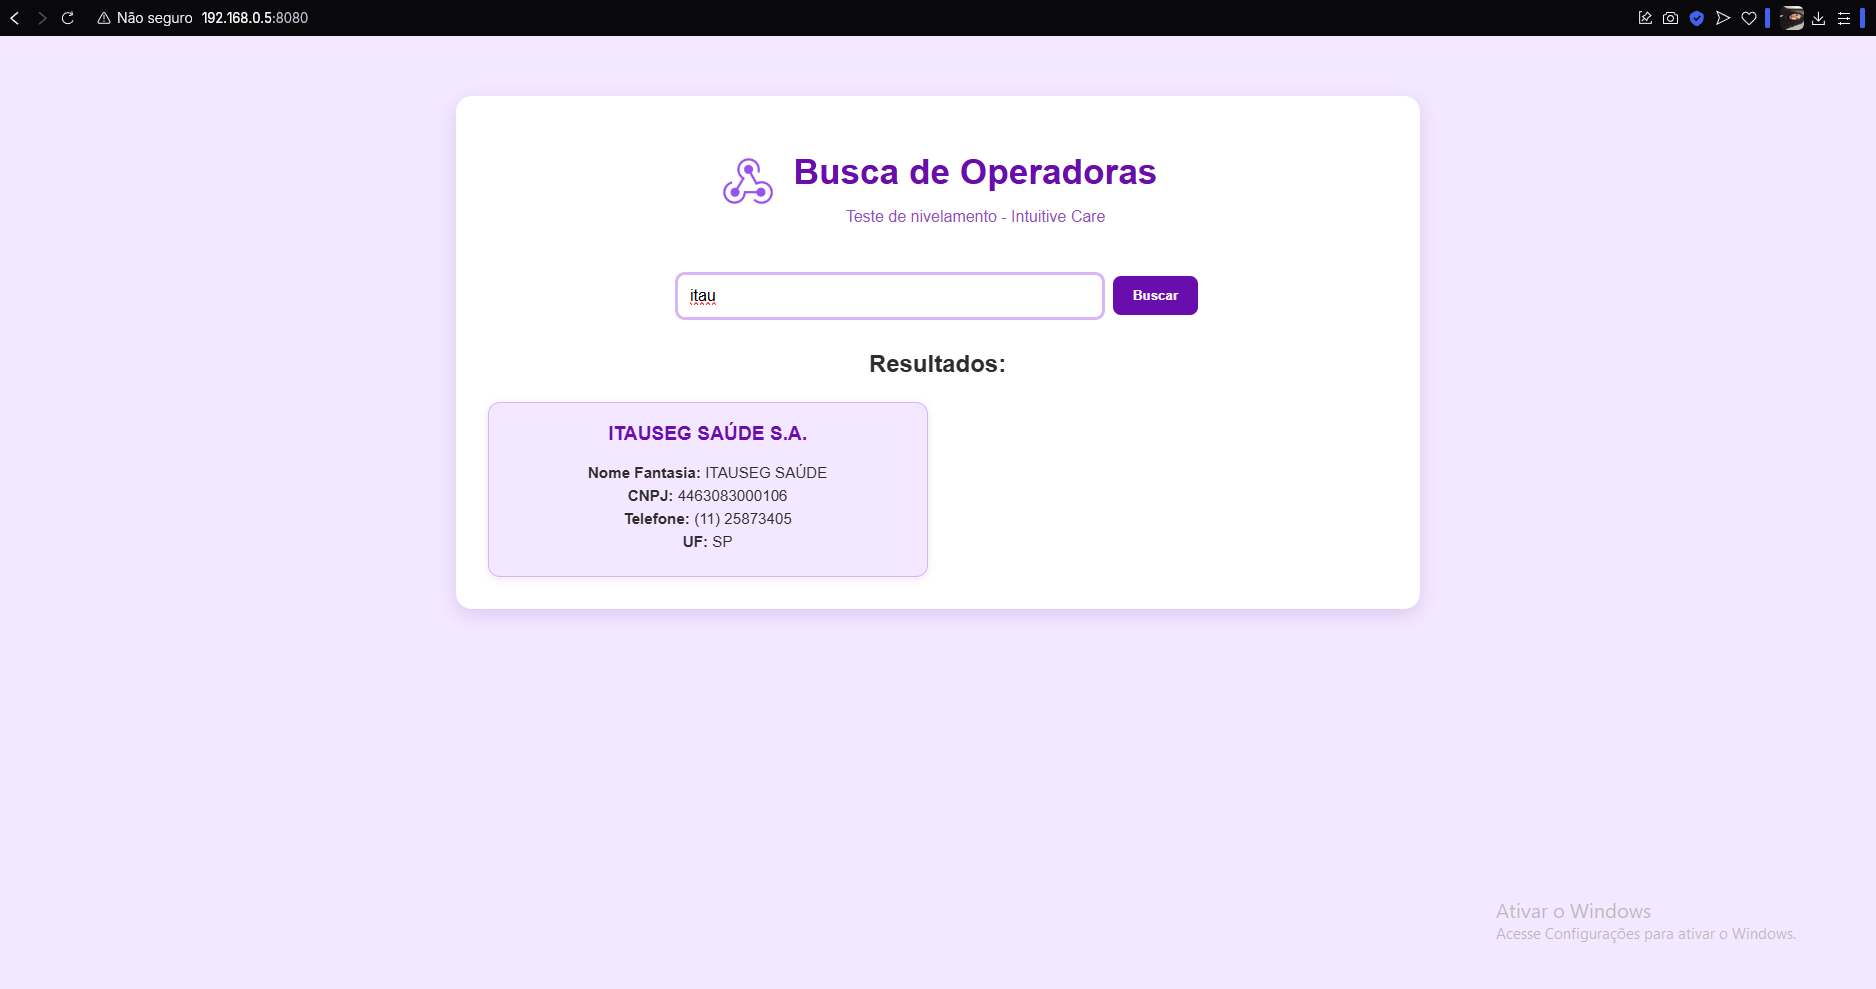 Não seguro 192.168.0.5:8080
Busca de Operadoras
Teste de nivelamento - Intuitive Care
itau
Buscar
Resultados:
ITAUSEG SAÚDE S.A.
Nome Fantasia: ITAUSEG SAÚDE
CNPJ: 4463083000106
Telefone: (11) 25873405
UF: SP
Ativar o Windows
Acesse Configurações para ativar o Windows.